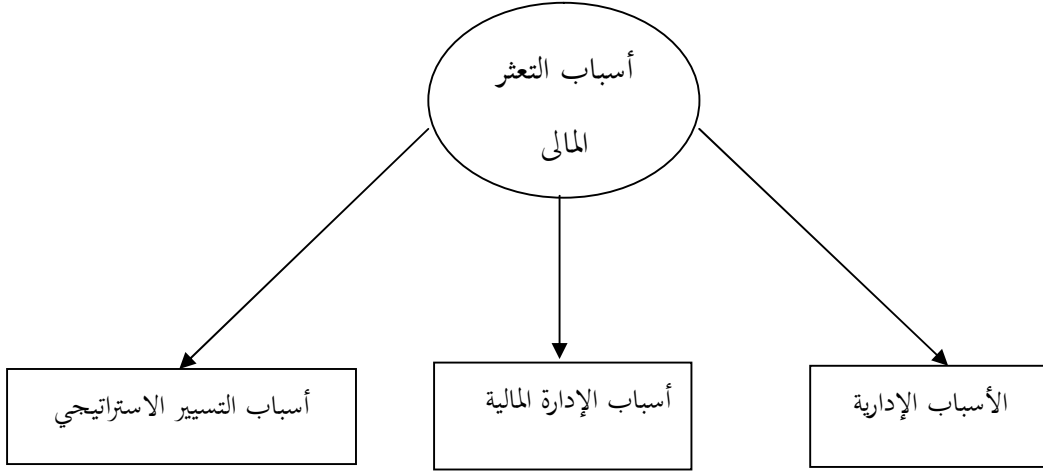 أسباب التعثر
المالى
الأسباب الإدارية
أسباب الإدارة المالية
أسباب التسيير الاستراتيجي